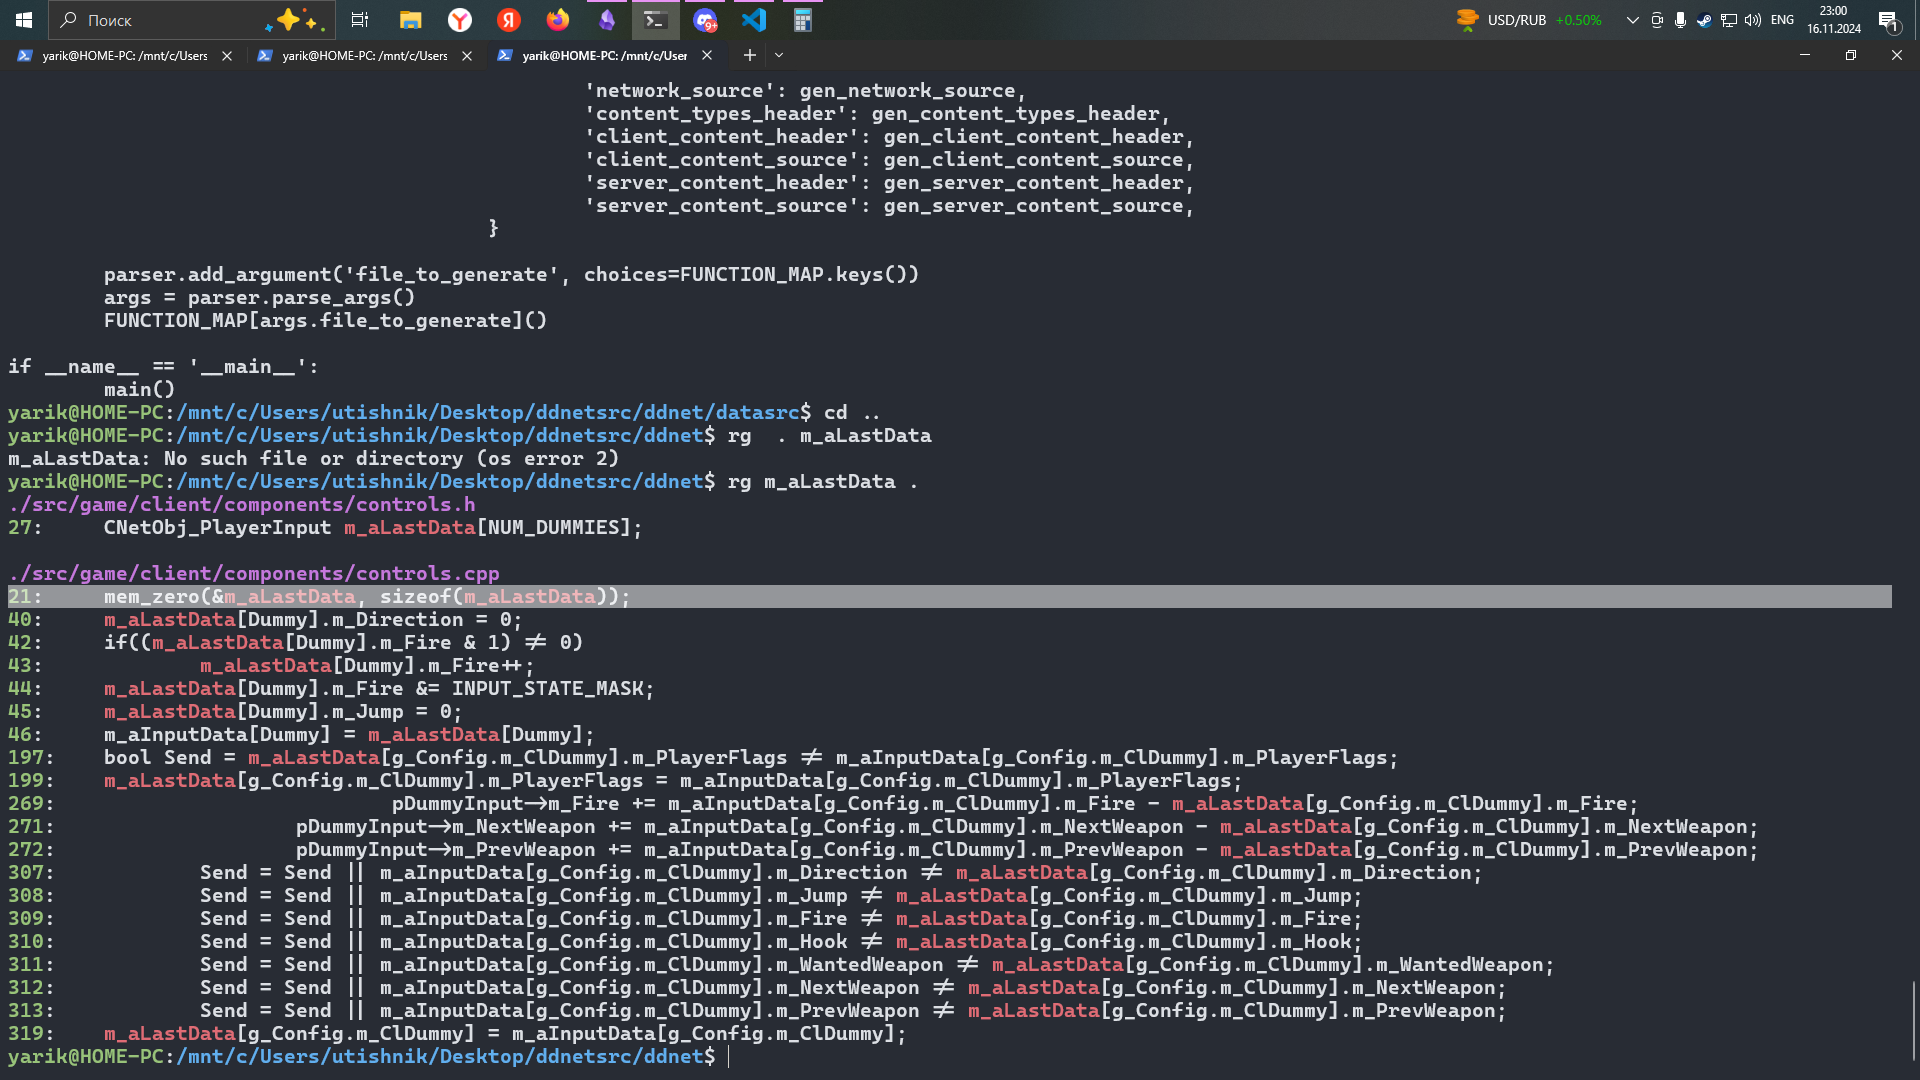 Поиск
9+
USD/RUB +0.50%
ENG
23:00
16.11.2024
1
yarik@HOME-PC: /mnt/c/Users
yarik@HOME-PC: /mnt/c/Users
yarik@HOME-PC: /mnt/c/User
'network_source': gen_network_source,
'content_types_header': gen_content_types_header,
'client_content_header': gen_client_content_header,
'client_content_source': gen_client_content_source,
'server_content_header': gen_server_content_header,
'server_content_source': gen_server_content_source,
}
parser.add_argument('file_to_generate', choices=FUNCTION_MAP.keys())
args = parser.parse_args()
FUNCTION_MAP[args.file_to_generate]()
if __name__ == '__main__':
main()
yarik@HOME-PC:/mnt/c/Users/utishnik/Desktop/ddnetsrc/ddnet/datasrc$ cd ..
yarik@HOME-PC:/mnt/c/Users/utishnik/Desktop/ddnetsrc/ddnet$ rg  . m_aLastData
m_aLastData: No such file or directory (os error 2)
yarik@HOME-PC:/mnt/c/Users/utishnik/Desktop/ddnetsrc/ddnet$ rg m_aLastData .
./src/game/client/components/controls.h
27:     CNetObj_PlayerInput m_aLastData[NUM_DUMMIES];
./src/game/client/components/controls.cpp
21:     mem_zero(&m_aLastData, sizeof(m_aLastData));
40:     m_aLastData[Dummy].m_Direction = 0;
42:     if((m_aLastData[Dummy].m_Fire & 1) != 0)
43:             m_aLastData[Dummy].m_Fire++;
44:     m_aLastData[Dummy].m_Fire &= INPUT_STATE_MASK;
45:     m_aLastData[Dummy].m_Jump = 0;
46:     m_aInputData[Dummy] = m_aLastData[Dummy];
197:    bool Send = m_aLastData[g_Config.m_ClDummy].m_PlayerFlags != m_aInputData[g_Config.m_ClDummy].m_PlayerFlags;
199:    m_aLastData[g_Config.m_ClDummy].m_PlayerFlags = m_aInputData[g_Config.m_ClDummy].m_PlayerFlags;
269:                            pDummyInput->m_Fire += m_aInputData[g_Config.m_ClDummy].m_Fire - m_aLastData[g_Config.m_ClDummy].m_Fire;
271:                    pDummyInput->m_NextWeapon += m_aInputData[g_Config.m_ClDummy].m_NextWeapon - m_aLastData[g_Config.m_ClDummy].m_NextWeapon;
272:                    pDummyInput->m_PrevWeapon += m_aInputData[g_Config.m_ClDummy].m_PrevWeapon - m_aLastData[g_Config.m_ClDummy].m_PrevWeapon;
307:            Send = Send || m_aInputData[g_Config.m_ClDummy].m_Direction != m_aLastData[g_Config.m_ClDummy].m_Direction;
308:            Send = Send || m_aInputData[g_Config.m_ClDummy].m_Jump != m_aLastData[g_Config.m_ClDummy].m_Jump;
309:            Send = Send || m_aInputData[g_Config.m_ClDummy].m_Fire != m_aLastData[g_Config.m_ClDummy].m_Fire;
310:            Send = Send || m_aInputData[g_Config.m_ClDummy].m_Hook != m_aLastData[g_Config.m_ClDummy].m_Hook;
311:            Send = Send || m_aInputData[g_Config.m_ClDummy].m_WantedWeapon != m_aLastData[g_Config.m_ClDummy].m_WantedWeapon;
312:            Send = Send || m_aInputData[g_Config.m_ClDummy].m_NextWeapon != m_aLastData[g_Config.m_ClDummy].m_NextWeapon;
313:            Send = Send || m_aInputData[g_Config.m_ClDummy].m_PrevWeapon != m_aLastData[g_Config.m_ClDummy].m_PrevWeapon;
319:    m_aLastData[g_Config.m_ClDummy] = m_aInputData[g_Config.m_ClDummy];
yarik@HOME-PC:/mnt/c/Users/utishnik/Desktop/ddnetsrc/ddnet$